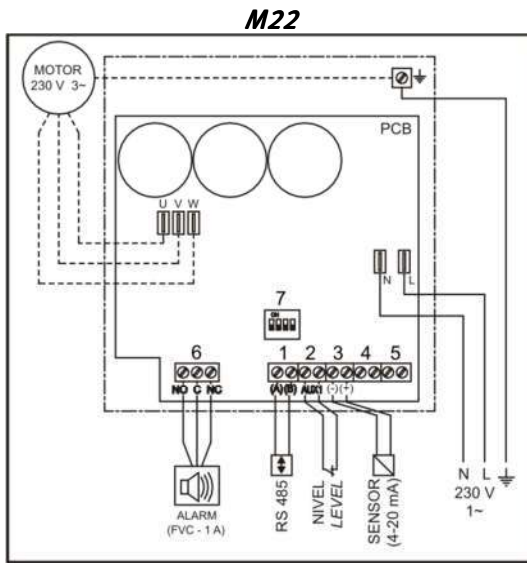 M22
MOTOR
230 V 3~
PCB
U V W
N L
7
ON
6 1 2 3 4 5
NO C NC (A) (B) AUX1 (-) (+)
ALARM
(FVC - 1 A)
RS 485
NIVEL
LEVEL
SENSOR
(4-20 mA)
N L
230 V
1~